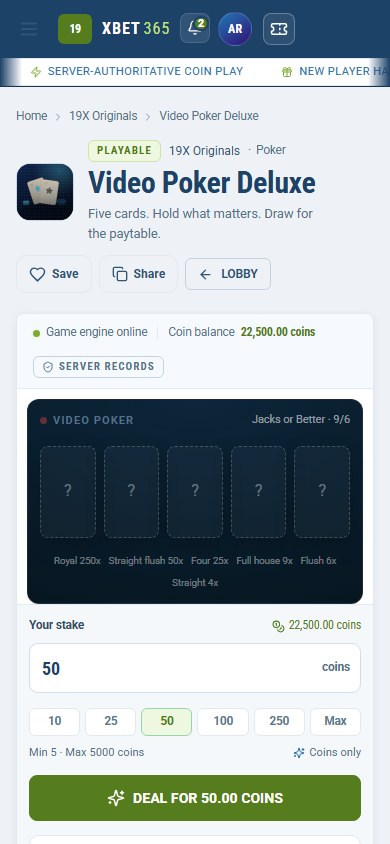 19 XBET 365 2 AR
SERVER-AUTHORITATIVE COIN PLAY NEW PLAYER HA
Home > 19X Originals > Video Poker Deluxe
PLAYABLE 19X Originals · Poker
Video Poker Deluxe
Five cards. Hold what matters. Draw for
the paytable.
Save Share LOBBY
Game engine online Coin balance 22,500.00 coins
SERVER RECORDS
VIDEO POKER Jacks or Better · 9/6
? ? ? ? ?
Royal 250x Straight flush 50x Four 25x Full house 9x Flush 6x
Straight 4x
Your stake 22,500.00 coins
50 coins
10 25 50 100 250 Max
Min 5 · Max 5000 coins Coins only
DEAL FOR 50.00 COINS